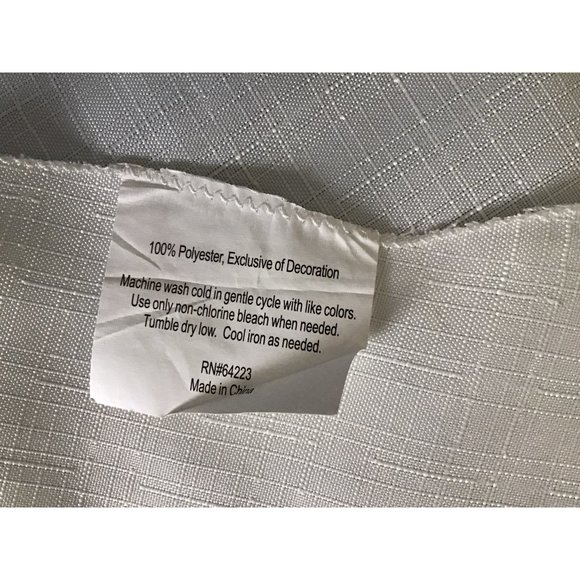 100% Polyester, Exclusive of Decoration
Machine wash cold in gentle cycle with like colors.
Use only non-chlorine bleach when needed.
Tumble dry low. Cool iron as needed.
RN#64223
Made in China